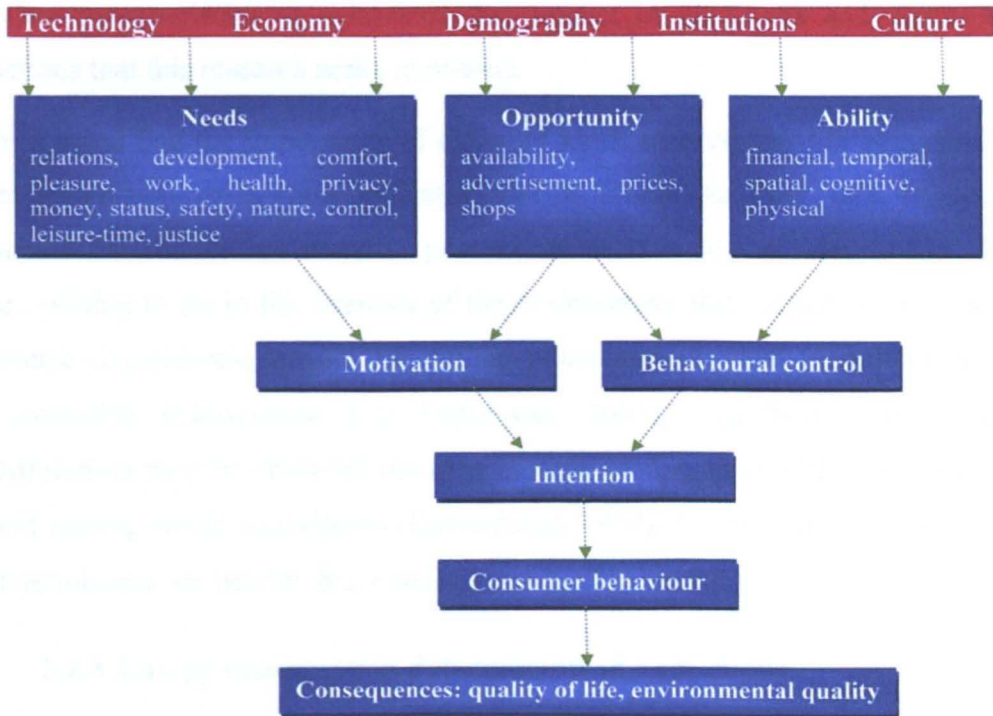 Technology Economy Demography Institutions Culture
Needs
relations, development, comfort,
pleasure, work, health, privacy,
money, status, safety, nature, control,
leisure-time, justice
Opportunity
availability,
advertisement, prices,
shops
Ability
financial, temporal,
spatial, cognitive,
physical
Motivation
Behavioural control
Intention
Consumer behaviour
Consequences: quality of life, environmental quality